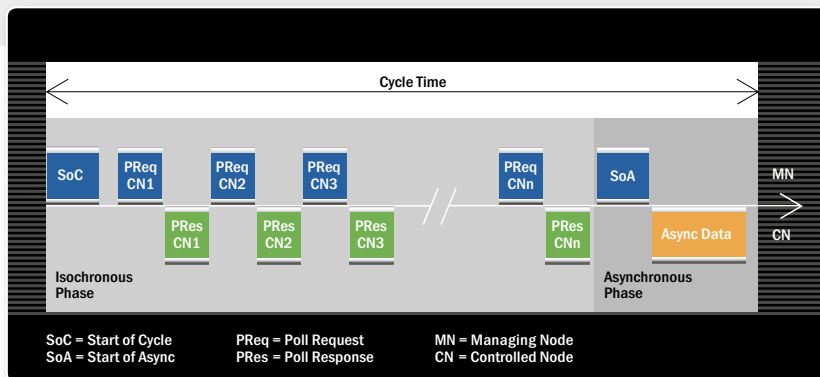 Cycle Time
SoC
PReq
CN1
PReq
CN2
PReq
CN3
PReq
CNn
SoA
MN
PRes
CN1
PRes
CN2
PRes
CN3
PRes
CNn
Async Data
CN
Isochronous
Phase
Asynchronous
Phase
SoC = Start of Cycle
SoA = Start of Async
PReq = Poll Request
PRes = Poll Response
MN = Managing Node
CN = Controlled Node